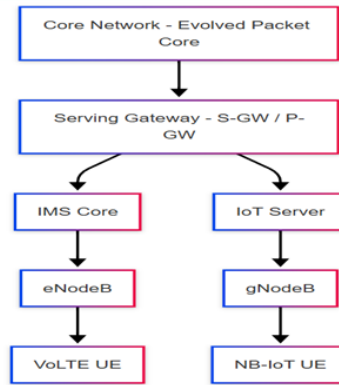 Core Network - Evolved Packet
Core
Serving Gateway - S-GW / P-
GW
IMS Core
IoT Server
eNodeB
gNodeB
VoLTE UE
NB-IoT UE